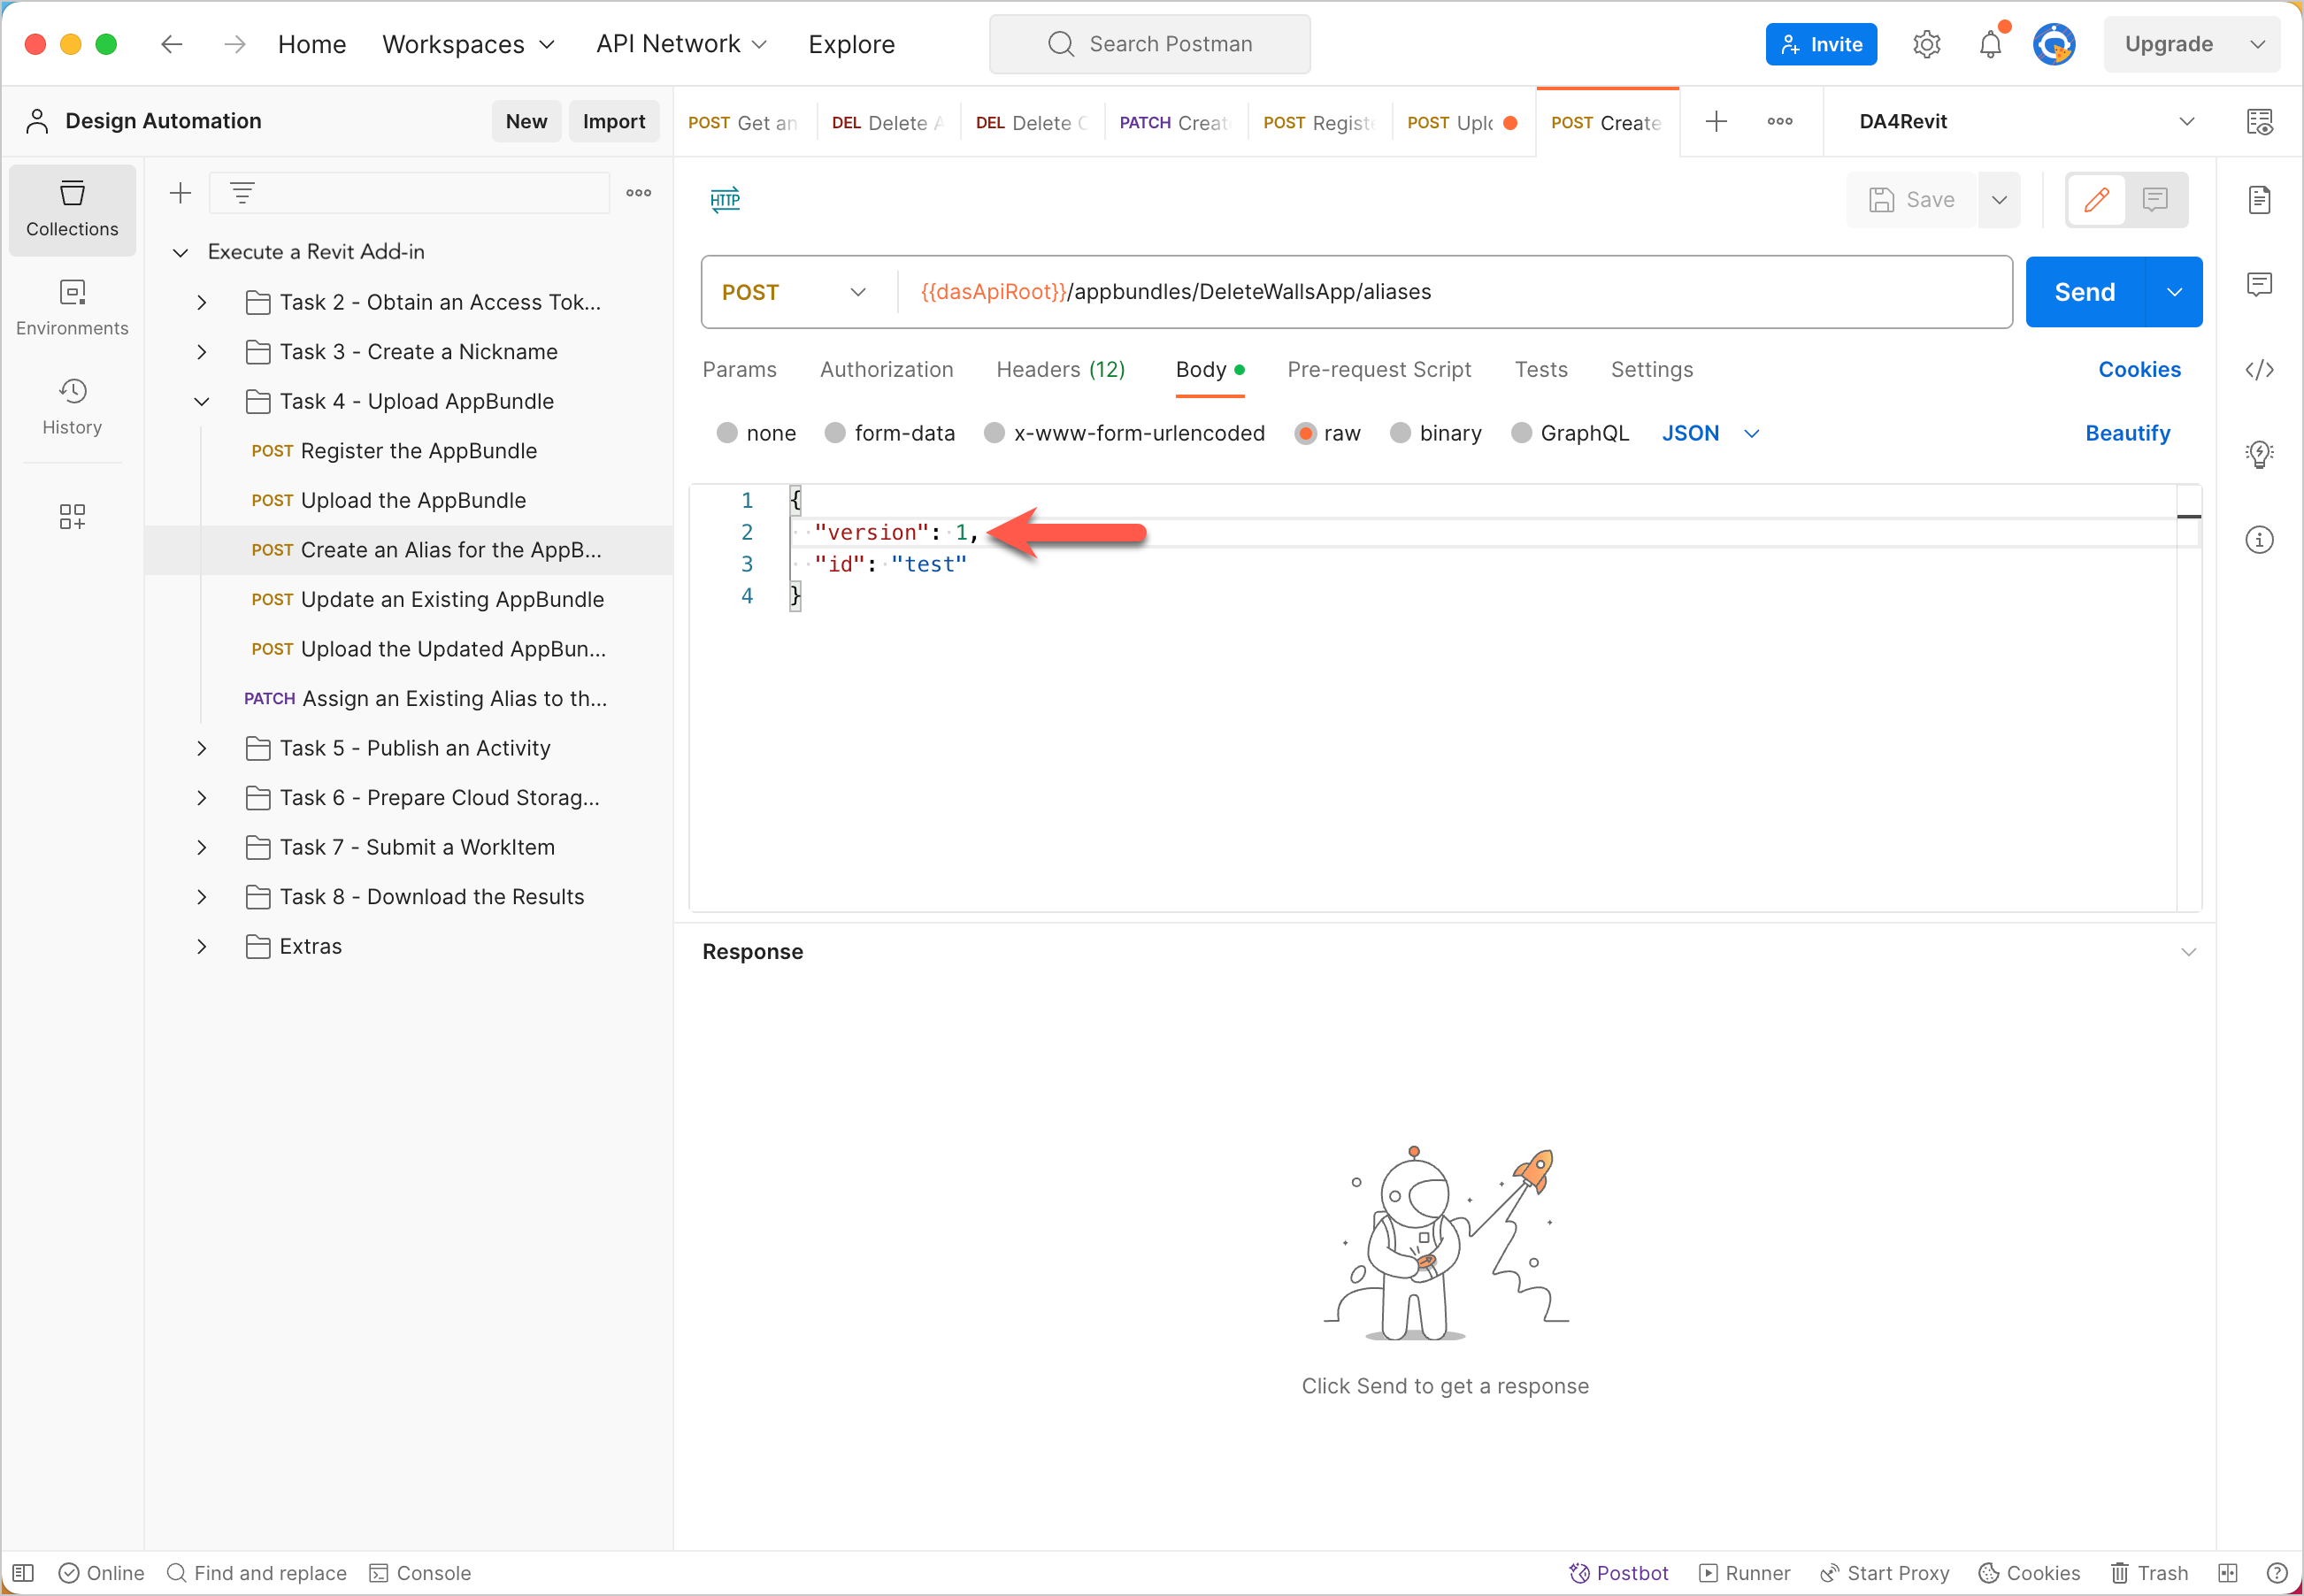 Home Workspaces API Network Explore Search Postman Invite Upgrade
Design Automation New Import POST Get an DEL Delete A DEL Delete C PATCH Create POST Registe POST Uplo POST Create DA4Revit
Collections
Environments
History
Execute a Revit Add-in
Task 2 - Obtain an Access Tok...
Task 3 - Create a Nickname
Task 4 - Upload AppBundle
POST Register the AppBundle
POST Upload the AppBundle
POST Create an Alias for the AppB...
POST Update an Existing AppBundle
POST Upload the Updated AppBun...
PATCH Assign an Existing Alias to th...
Task 5 - Publish an Activity
Task 6 - Prepare Cloud Storag...
Task 7 - Submit a WorkItem
Task 8 - Download the Results
Extras
HTTP Save
POST {{dasApiRoot}}/appbundles/DeleteWallsApp/aliases Send
Params Authorization Headers (12) Body Pre-request Script Tests Settings Cookies
none form-data x-www-form-urlencoded raw binary GraphQL JSON Beautify
1 {
2 "version": 1,
3 "id": "test"
4 }
Response
Click Send to get a response
Online Find and replace Console Postbot Runner Start Proxy Cookies Trash